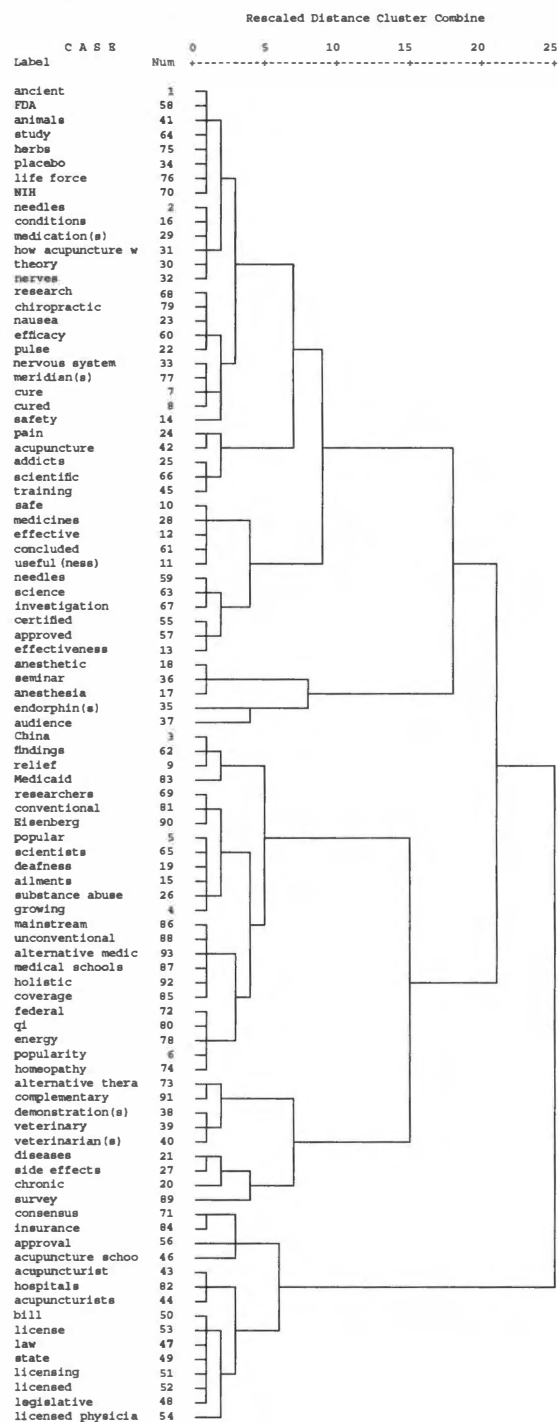 Rescaled Distance Cluster Combine
C A S E 0 5 10 15 20 25
Label Num +---------+---------+---------+---------+---------+
ancient 1
FDA 58
animals 41
study 64
herbs 75
placebo 34
life force 76
NIH 70
needles 2
conditions 16
medication(s) 29
how acupuncture w 31
theory 30
nerves 32
research 68
chiropractic 79
nausea 23
efficacy 60
pulse 22
nervous system 33
meridian(s) 77
cure 7
cured 8
safety 14
pain 24
acupuncture 42
addicts 25
scientific 66
training 45
safe 10
medicines 28
effective 12
concluded 61
useful(ness) 11
needles 59
science 63
investigation 67
certified 55
approved 57
effectiveness 13
anesthetic 18
seminar 36
anesthesia 17
endorphin(s) 35
audience 37
China 3
findings 62
relief 9
Medicaid 83
researchers 69
conventional 81
Eisenberg 90
popular 5
scientists 65
deafness 19
ailments 15
substance abuse 26
growing 4
mainstream 86
unconventional 88
alternative medic 93
medical schools 87
holistic 92
coverage 85
federal 72
qi 80
energy 78
popularity 6
homeopathy 74
alternative thera 73
complementary 91
demonstration(s) 38
veterinary 39
veterinarian(s) 40
diseases 21
side effects 27
chronic 20
survey 89
consensus 71
insurance 84
approval 56
acupuncture schoo 46
acupuncturist 43
hospitals 82
acupuncturists 44
bill 50
license 53
law 47
state 49
licensing 51
licensed 52
legislative 48
licensed physicia 54